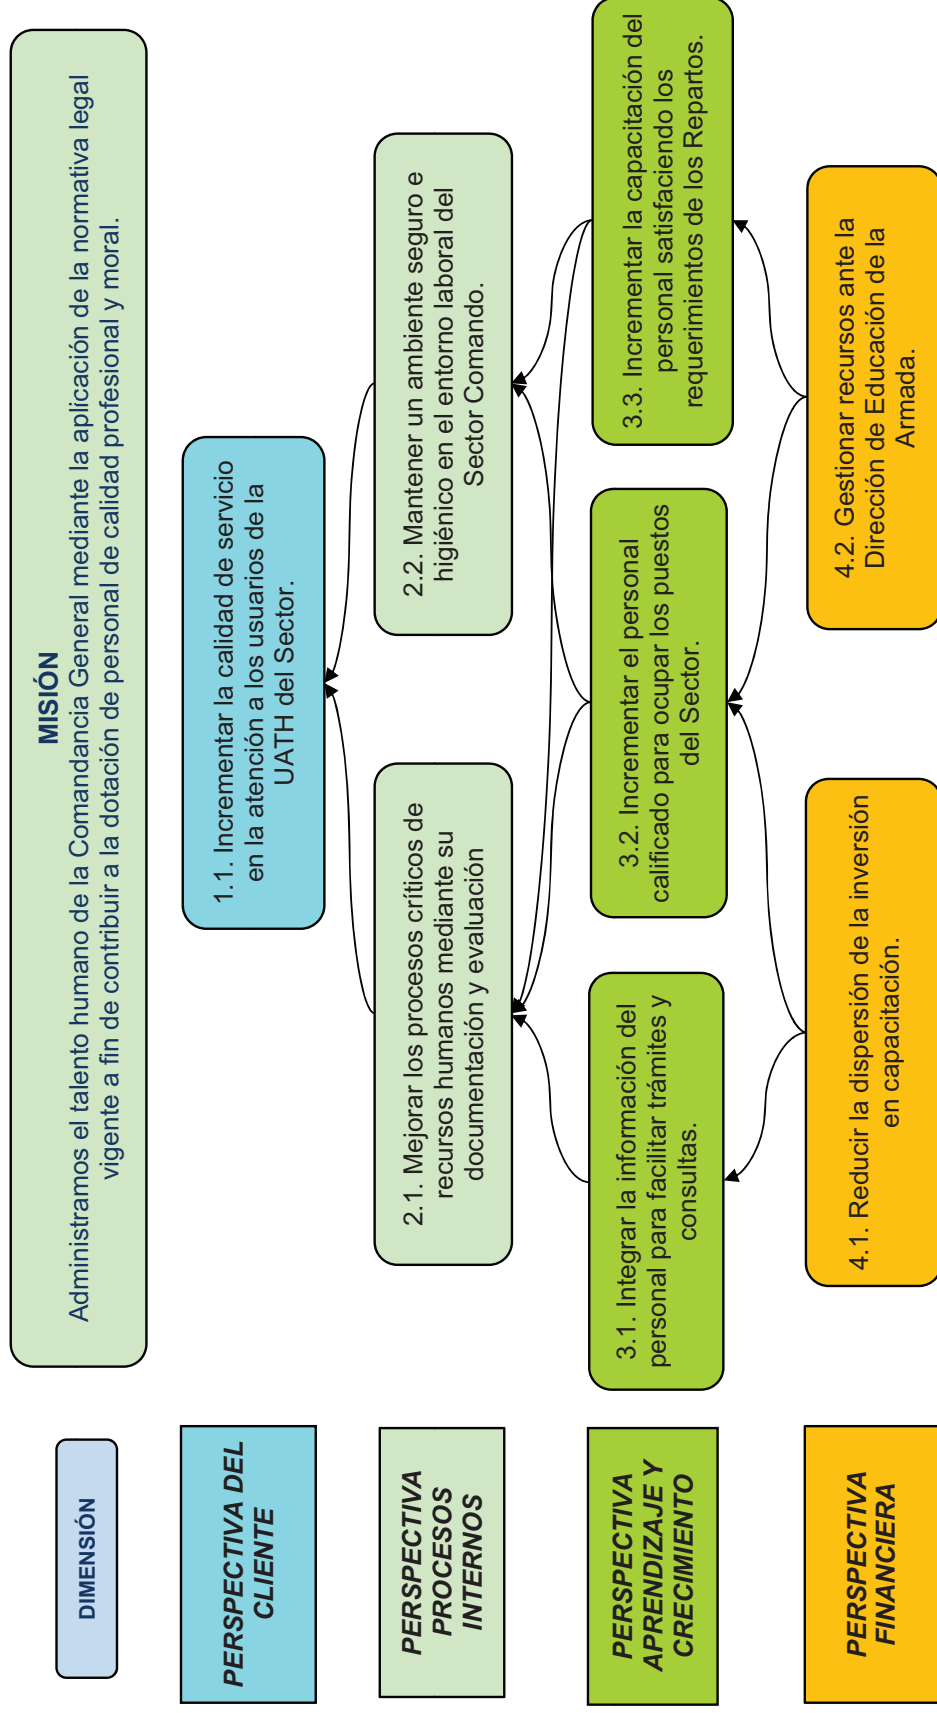 DIMENSIÓN
MISIÓN
Administramos el talento humano de la Comandancia General mediante la aplicación de la normativa legal
vigente a fin de contribuir a la dotación de personal de calidad profesional y moral.
PERSPECTIVA DEL
CLIENTE
1.1. Incrementar la calidad de servicio
en la atención a los usuarios de la
UATH del Sector.
PERSPECTIVA
PROCESOS
INTERNOS
2.1. Mejorar los procesos críticos de
recursos humanos mediante su
documentación y evaluación
2.2. Mantener un ambiente seguro e
higiénico en el entorno laboral del
Sector Comando.
PERSPECTIVA
APRENDIZAJE Y
CRECIMIENTO
3.1. Integrar la información del
personal para facilitar trámites y
consultas.
3.2. Incrementar el personal
calificado para ocupar los puestos
del Sector.
3.3. Incrementar la capacitación del
personal satisfaciendo los
requerimientos de los Repartos.
PERSPECTIVA
FINANCIERA
4.1. Reducir la dispersión de la inversión
en capacitación.
4.2. Gestionar recursos ante la
Dirección de Educación de la
Armada.